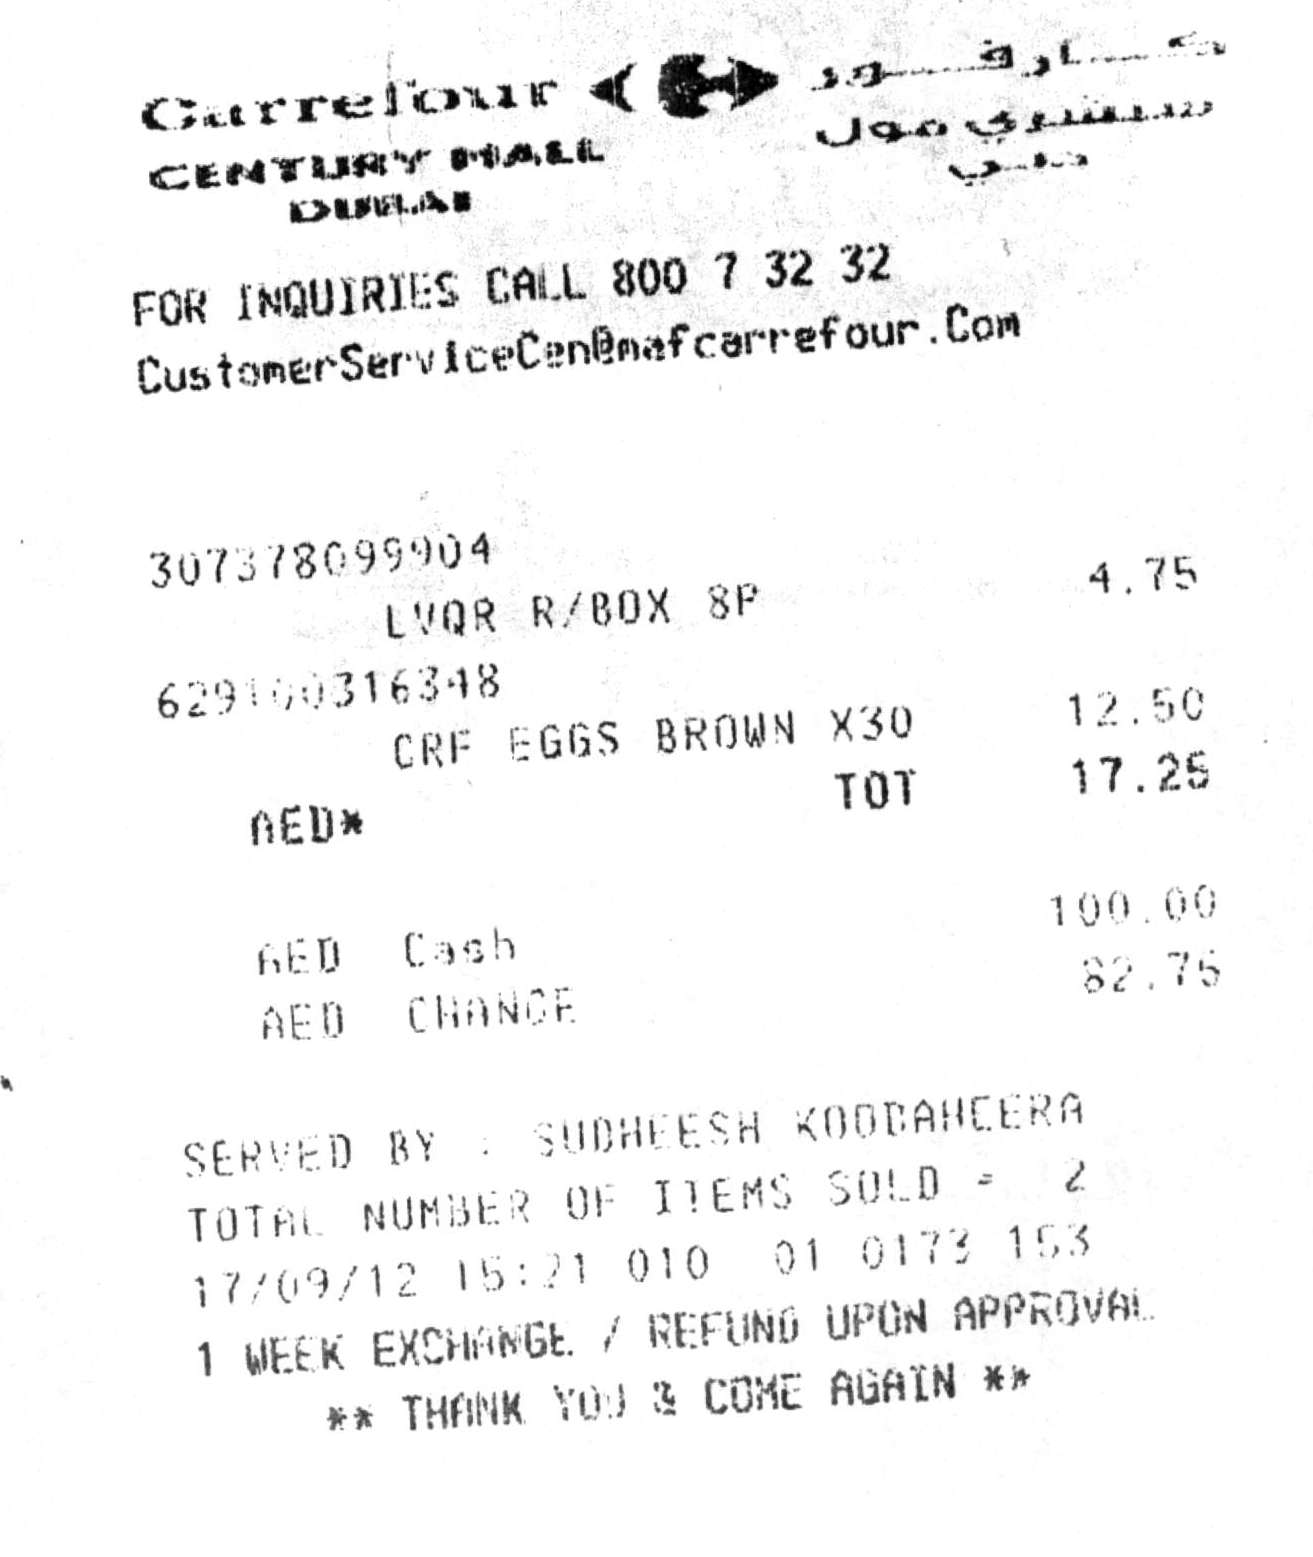 Carrefour كارفور
CENTURY MALL سنشري مول
DUBAI دبي
FOR INQUIRIES CALL 800 7 32 32
CustomerServiceCen@mafcarrefour.Com
307378099904
LVQR R/BOX 8P 4.75
629100316348
CRF EGGS BROWN X30 12.50
AED* TOT 17.25
AED Cash 100.00
AED CHANGE 82.75
SERVED BY : SUDHEESH
TOTAL NUMBER OF ITEMS SOLD = 2
17/09/12 15:21 010 01 0173 153
1 WEEK EXCHANGE / REFUND UPON APPROVAL
** THANK YOU & COME AGAIN **